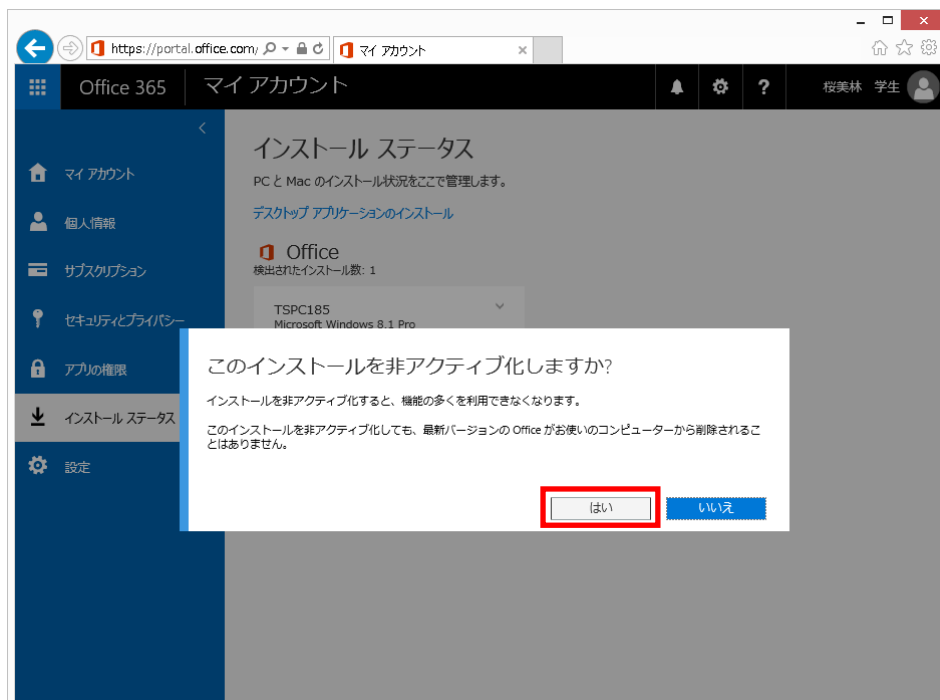 https://portal.office.com/
マイ アカウント
Office 365
マイ アカウント
?
桜美林 学生
マイ アカウント
個人情報
サブスクリプション
セキュリティとプライバシー
アプリの権限
インストール ステータス
設定
インストール ステータス
PC と Mac のインストール状況をここで管理します。
デスクトップ アプリケーションのインストール
Office
検出されたインストール数: 1
TSPC185
Microsoft Windows 8.1 Pro
このインストールを非アクティブ化しますか?
インストールを非アクティブ化すると、機能の多くを利用できなくなります。
このインストールを非アクティブ化しても、最新バージョンの Office がお使いのコンピューターから削除されるこ
とはありません。
はい
いいえ